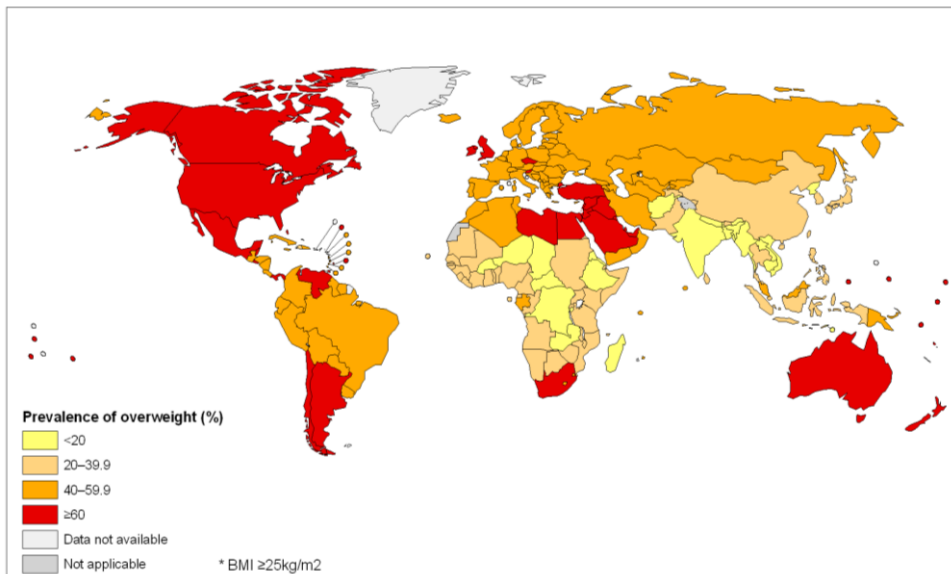 Prevalence of overweight (%)
<20
20–39.9
40–59.9
≥60
Data not available
Not applicable
* BMI ≥25kg/m2